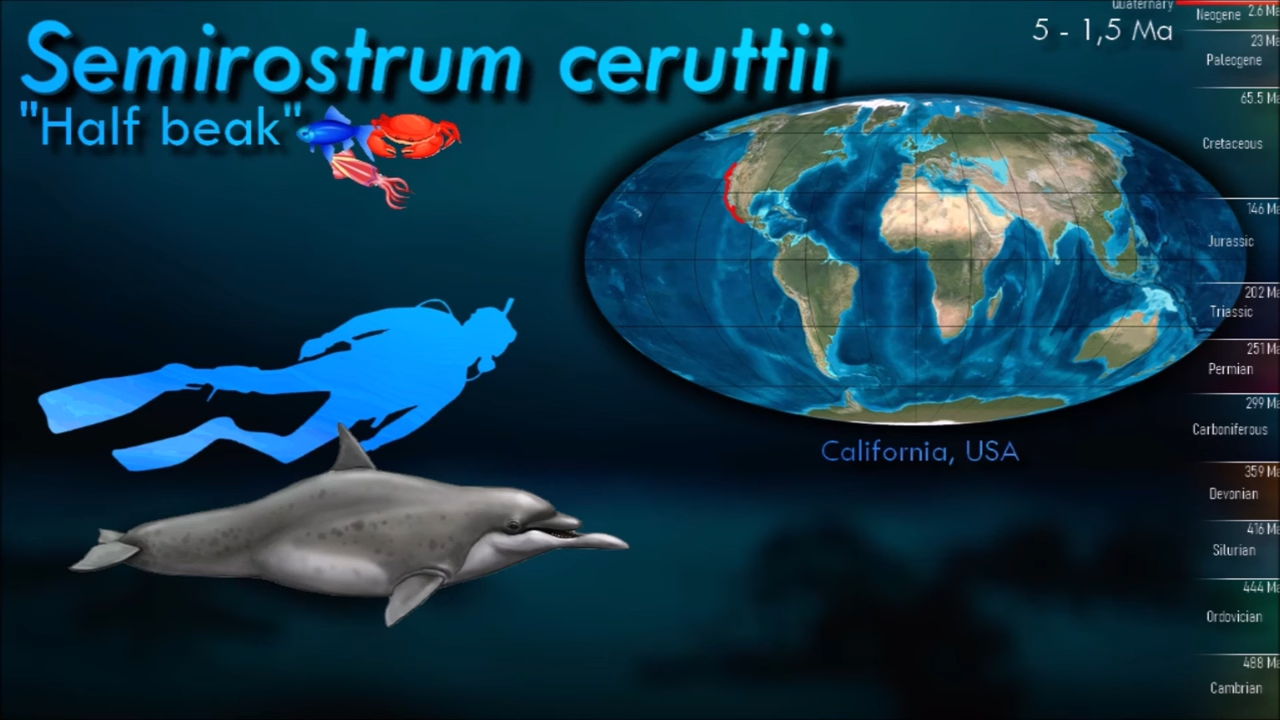 Semirostrum ceruttii
"Half beak"
5 - 1,5 Ma
California, USA
Quaternary
2.6 Ma
Neogene
23 Ma
Paleogene
65.5 Ma
Cretaceous
146 Ma
Jurassic
202 Ma
Triassic
251 Ma
Permian
299 Ma
Carboniferous
359 Ma
Devonian
416 Ma
Silurian
444 Ma
Ordovician
488 Ma
Cambrian